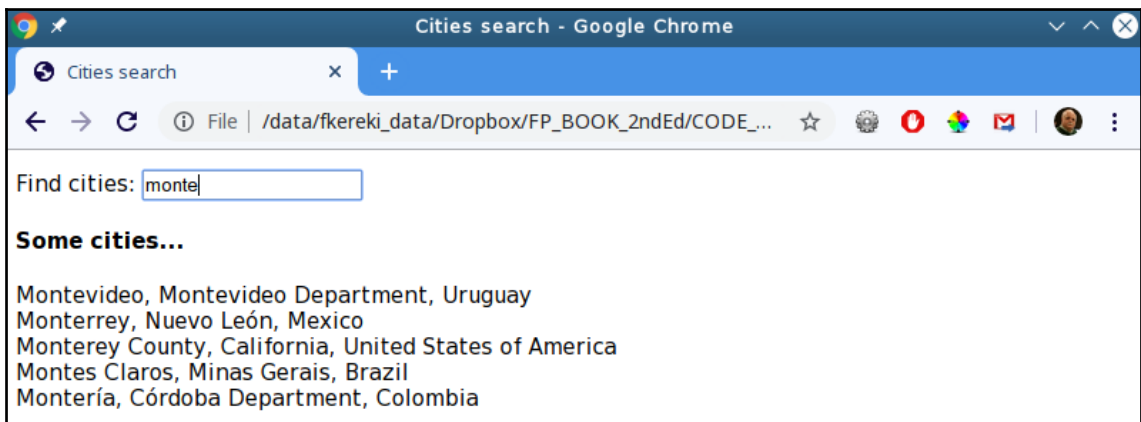 Cities search - Google Chrome
Cities search
File | /data/fkereki_data/Dropbox/FP_BOOK_2ndEd/CODE_...
Find cities: monte
Some cities...
Montevideo, Montevideo Department, Uruguay
Monterrey, Nuevo León, Mexico
Monterey County, California, United States of America
Montes Claros, Minas Gerais, Brazil
Montería, Córdoba Department, Colombia